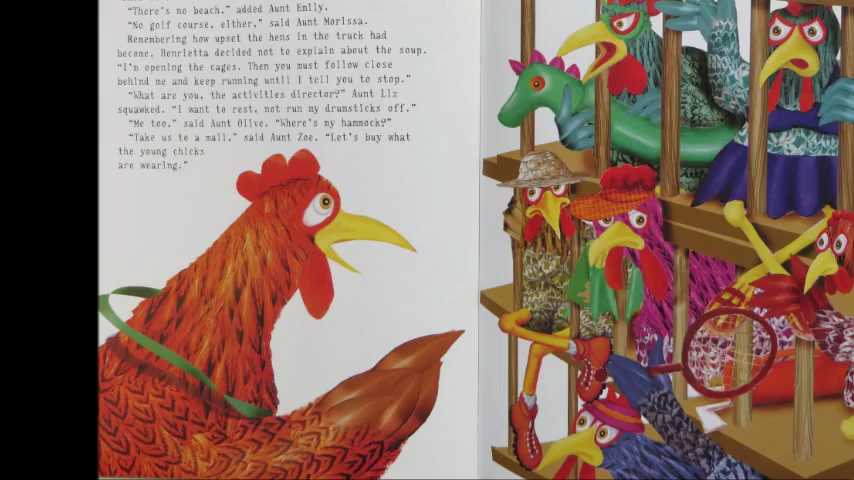 "There's no beach," added Aunt Emily.
"No golf course, either," said Aunt Morissa.
Remembering how upset the hens in the truck had
become, Henrietta decided not to explain about the soup.
"I'm opening the cages. Then you must follow close
behind me and keep running until I tell you to stop."
"What are you, the activities director?" Aunt Liz
squawked. "I want to rest, not run my drumsticks off."
"Me too," said Aunt Olive. "Where's my hammock?"
"Take us to a mall," said Aunt Zoe. "Let's buy what
the young chicks
are wearing."